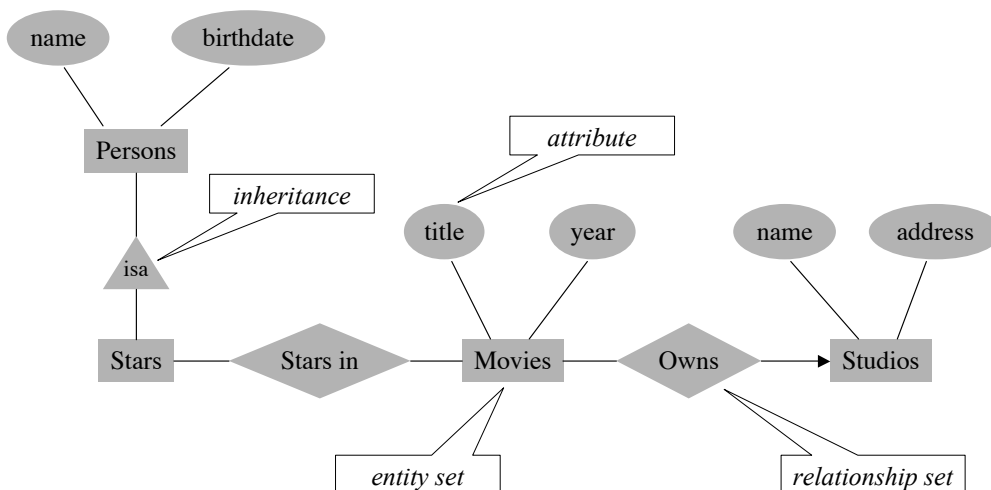 name
birthdate
Persons
attribute
inheritance
title
year
name
address
isa
Stars
Stars in
Movies
Owns
Studios
entity set
relationship set